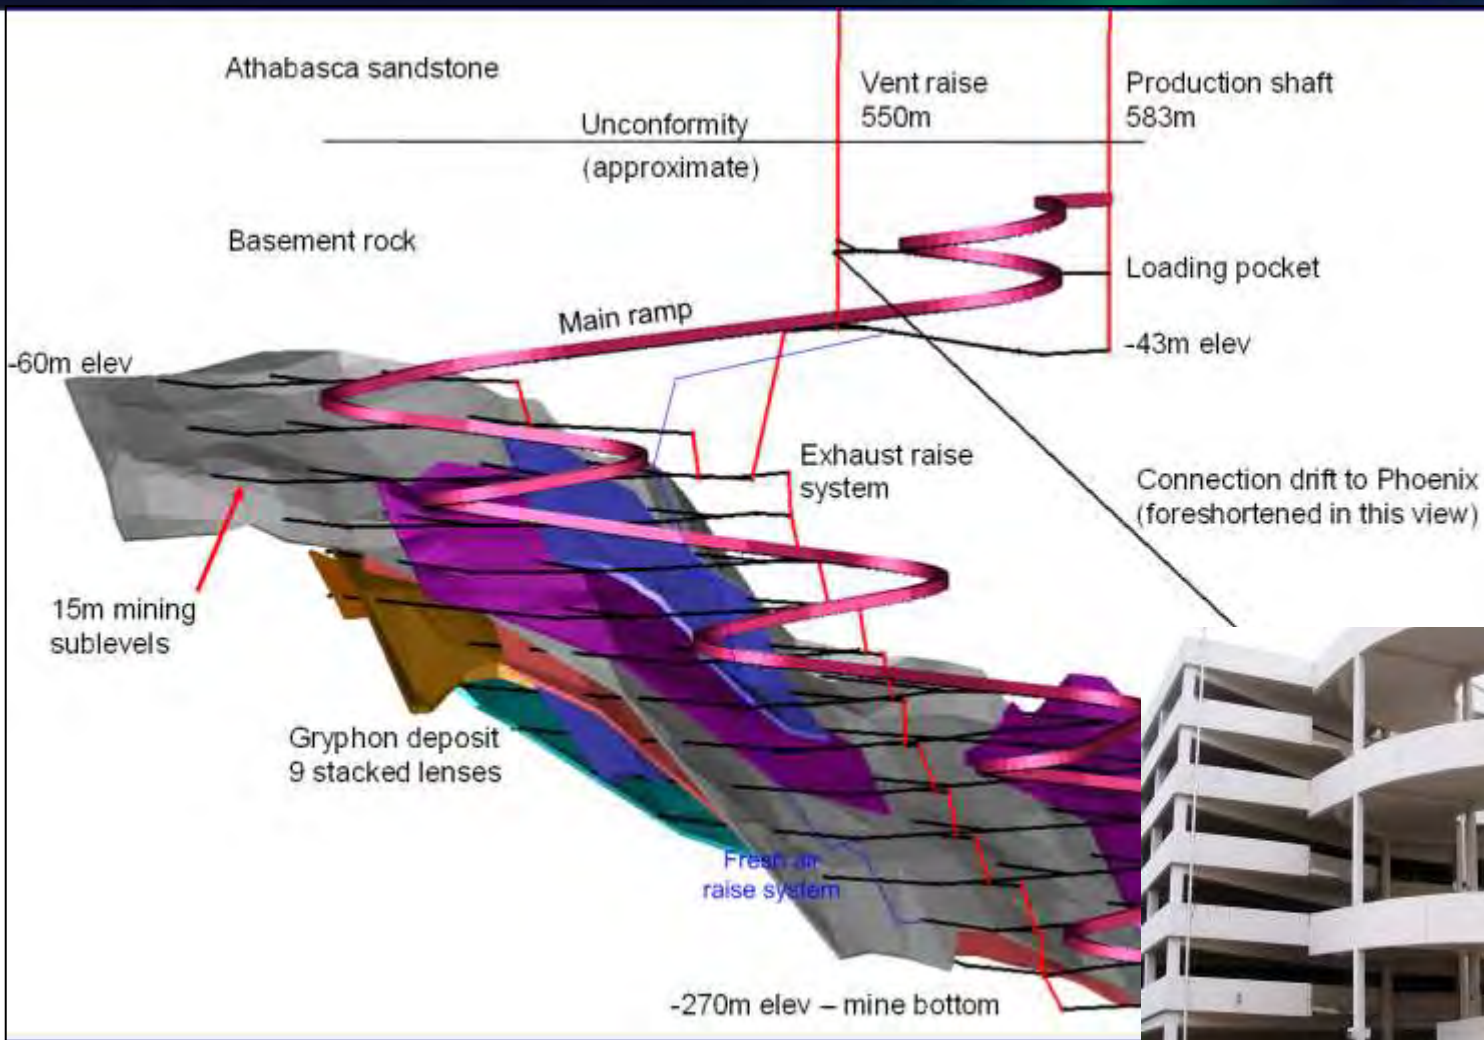 Athabasca sandstone
Vent raise
550m
Production shaft
583m
Unconformity
(approximate)
Basement rock
Loading pocket
Main ramp
-43m elev
-60m elev
Exhaust raise
system
Connection drift to Phoenix
(foreshortened in this view)
15m mining
sublevels
Gryphon deposit
9 stacked lenses
Fresh air
raise system
-270m elev – mine bottom